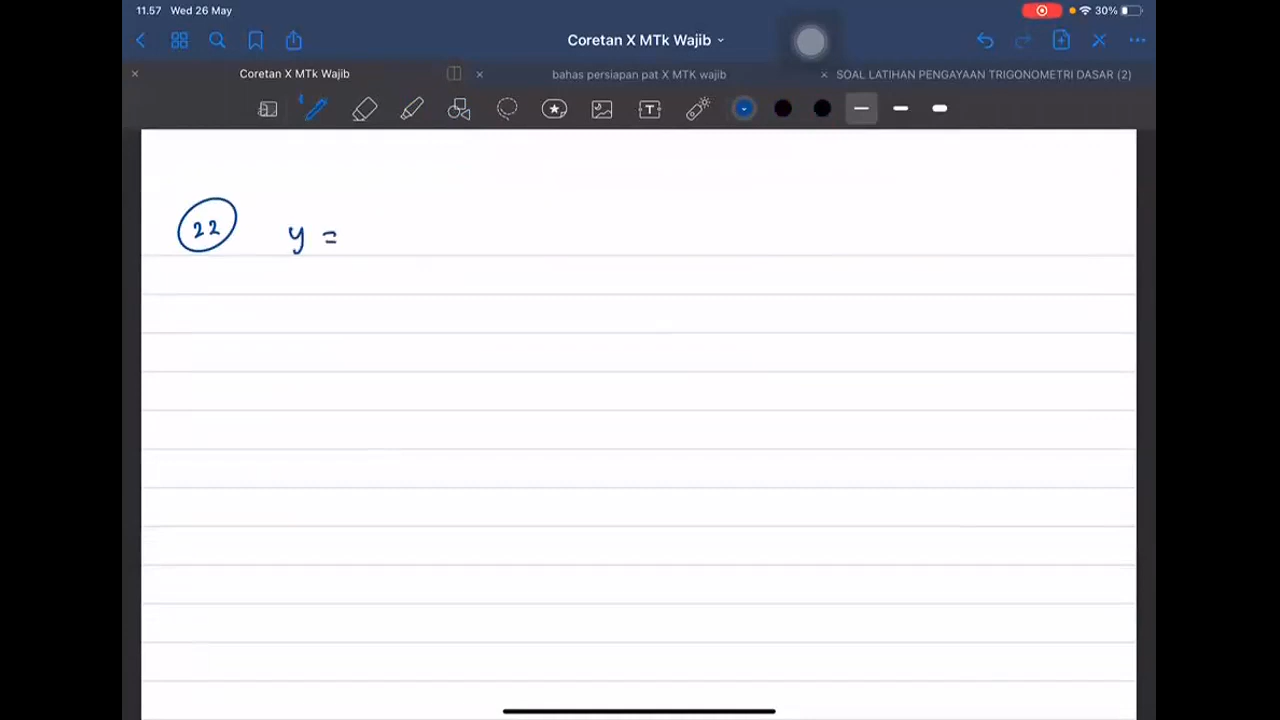 11.57 Wed 26 May
30%
Coretan X MTk Wajib
Coretan X MTk Wajib
bahas persiapan pat X MTK wajib
SOAL LATIHAN PENGAYAAN TRIGONOMETRI DASAR (2)
22 y =